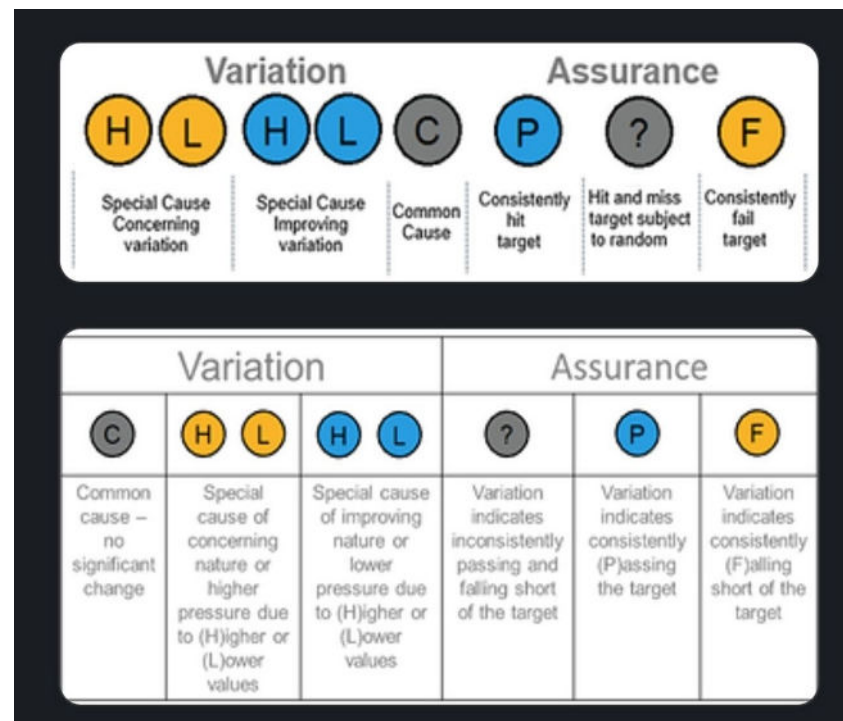 Variation Assurance
H L H L C P ? F
Special Cause
Concerning
variation
Special Cause
Improving
variation
Common
Cause
Consistently
hit
target
Hit and miss
target subject
to random
Consistently
fail
target
Variation Assurance
C H L H L ? P F
Common
cause –
no
significant
change
Special
cause of
concerning
nature or
higher
pressure due
to (H)igher or
(L)ower
values
Special cause
of improving
nature or
lower
pressure due
to (H)igher or
(L)ower
values
Variation
indicates
inconsistently
passing and
falling short
of the target
Variation
indicates
consistently
(P)assing
the target
Variation
indicates
consistently
(F)alling
short of the
target